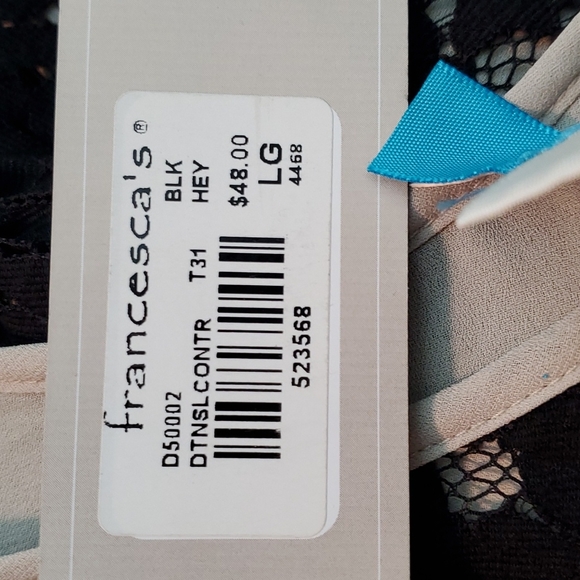 francesca's®
D50002 BLK
DTNSLCONTR T31 HEY
$48.00
LG
4468
523568